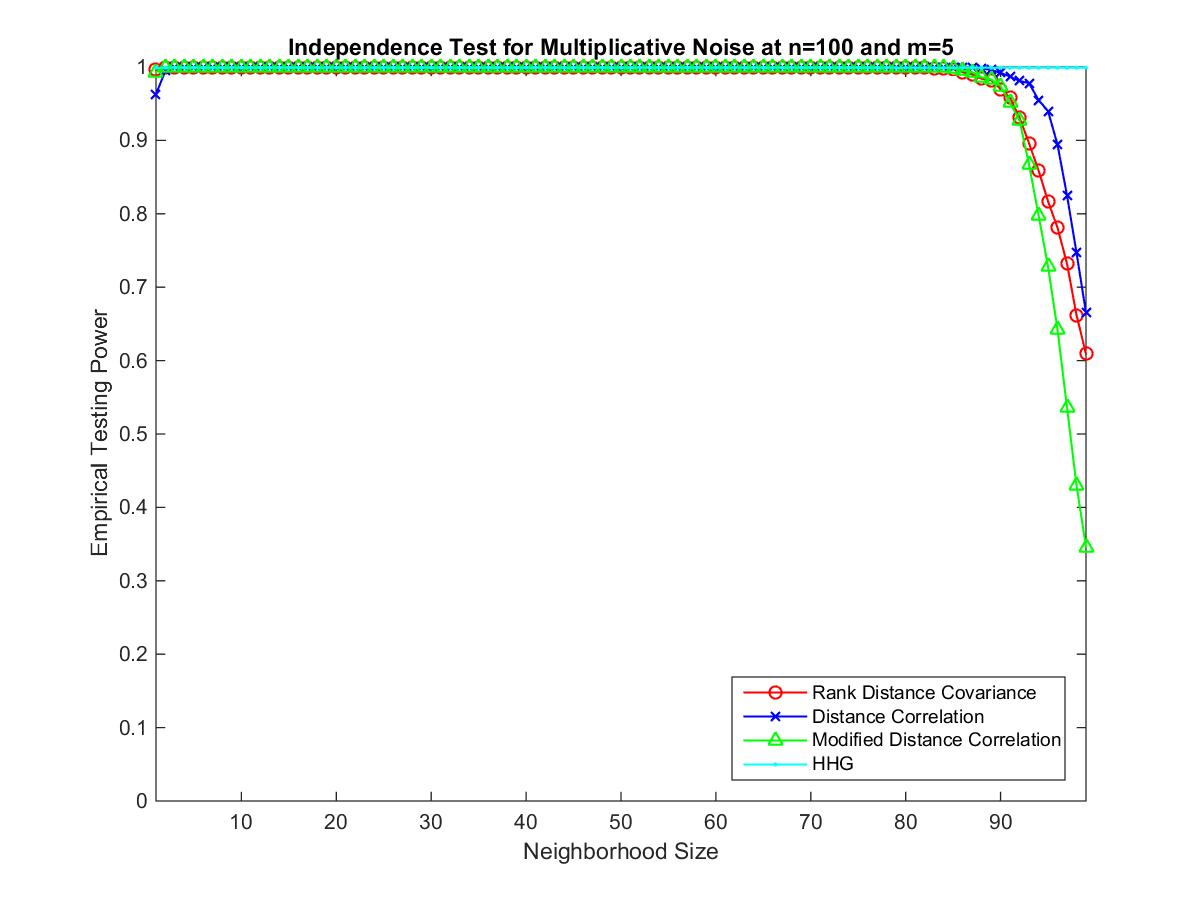 Independence Test for Multiplicative Noise at n=100 and m=5
Empirical Testing Power
1
0.9
0.8
0.7
0.6
0.5
0.4
0.3
0.2
0.1
0
Rank Distance Covariance
Distance Correlation
Modified Distance Correlation
HHG
10 20 30 40 50 60 70 80 90
Neighborhood Size